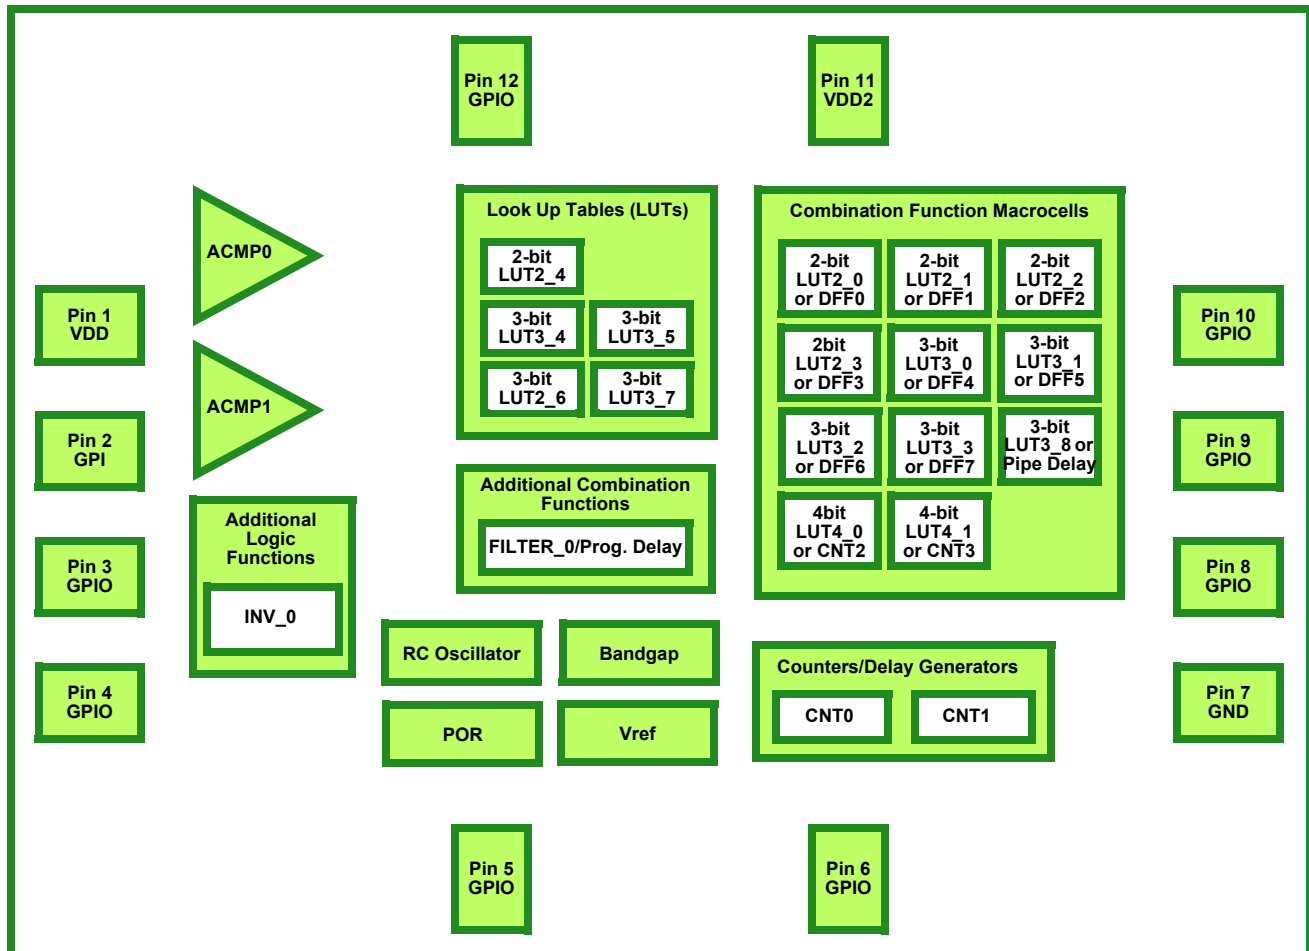 Pin 12
GPIO
Pin 11
VDD2
ACMP0
ACMP1
Pin 1
VDD
Pin 2
GPI
Pin 3
GPIO
Pin 4
GPIO
Additional
Logic
Functions
INV_0
Look Up Tables (LUTs)
2-bit
LUT2_4
3-bit
LUT3_4
3-bit
LUT3_5
3-bit
LUT2_6
3-bit
LUT3_7
Additional Combination
Functions
FILTER_0/Prog. Delay
RC Oscillator
Bandgap
POR
Vref
Combination Function Macrocells
2-bit
LUT2_0
or DFF0
2-bit
LUT2_1
or DFF1
2-bit
LUT2_2
or DFF2
2bit
LUT2_3
or DFF3
3-bit
LUT3_0
or DFF4
3-bit
LUT3_1
or DFF5
3-bit
LUT3_2
or DFF6
3-bit
LUT3_3
or DFF7
3-bit
LUT3_8 or
Pipe Delay
4bit
LUT4_0
or CNT2
4-bit
LUT4_1
or CNT3
Counters/Delay Generators
CNT0
CNT1
Pin 10
GPIO
Pin 9
GPIO
Pin 8
GPIO
Pin 7
GND
Pin 5
GPIO
Pin 6
GPIO